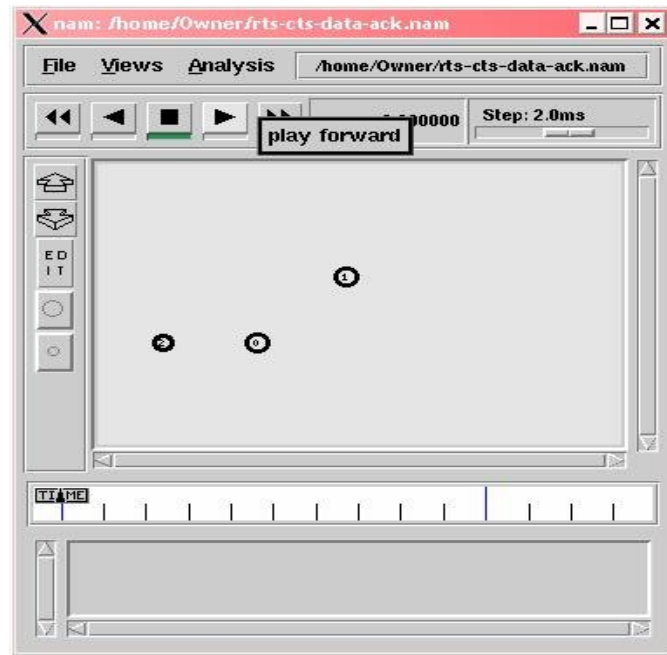 nam: /home/Owner/rts-cts-data-ack.nam
File Views Analysis /home/Owner/rts-cts-data-ack.nam
Step: 2.0ms
play forward
ED
IT
1
2
0
TIME